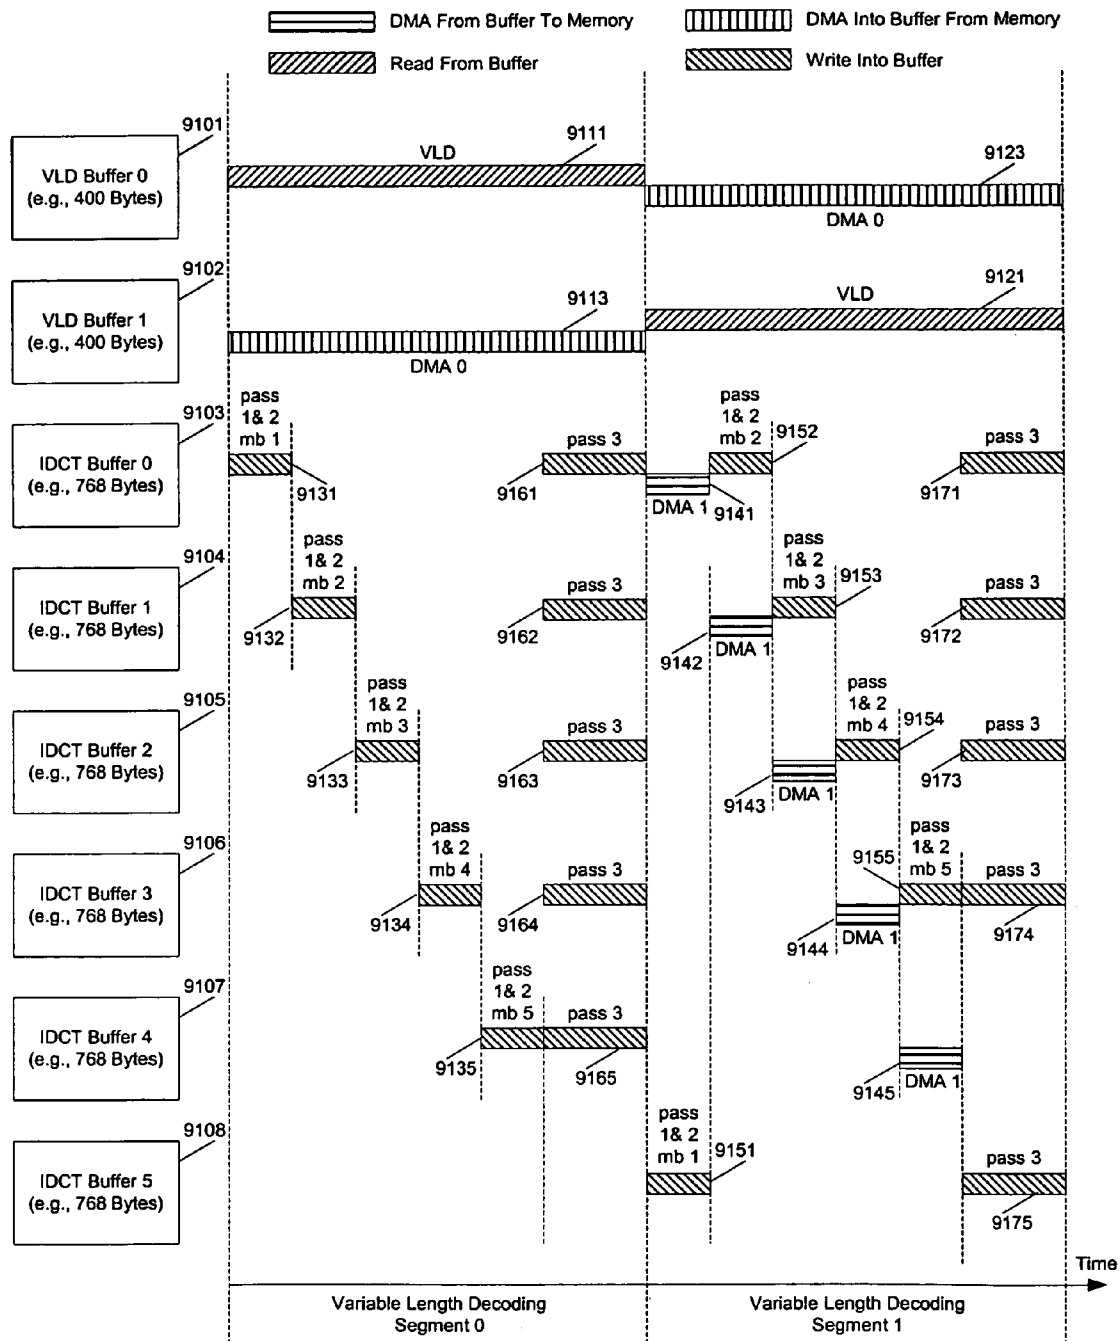 DMA From Buffer To Memory
DMA Into Buffer From Memory
Read From Buffer
Write Into Buffer
9101
VLD Buffer 0
(e.g., 400 Bytes)
VLD
9111
9123
DMA 0
9102
VLD Buffer 1
(e.g., 400 Bytes)
9113
DMA 0
VLD
9121
9103
IDCT Buffer 0
(e.g., 768 Bytes)
pass
1& 2
mb 1
9131
pass 3
9161
DMA 1
9141
pass
1& 2
mb 2
9152
pass 3
9171
9104
IDCT Buffer 1
(e.g., 768 Bytes)
pass
1& 2
mb 2
9132
pass 3
9162
9142
DMA 1
pass
1& 2
mb 3
9153
pass 3
9172
9105
IDCT Buffer 2
(e.g., 768 Bytes)
pass
1& 2
mb 3
9133
pass 3
9163
9143
DMA 1
pass
1& 2
mb 4
9154
pass 3
9173
9106
IDCT Buffer 3
(e.g., 768 Bytes)
pass
1& 2
mb 4
9134
pass 3
9164
9144
DMA 1
9155
pass
1& 2
mb 5
pass 3
9174
9107
IDCT Buffer 4
(e.g., 768 Bytes)
pass
1& 2
mb 5
9135
pass 3
9165
9145
DMA 1
9108
IDCT Buffer 5
(e.g., 768 Bytes)
pass
1& 2
mb 1
9151
pass 3
9175
Time
Variable Length Decoding
Segment 0
Variable Length Decoding
Segment 1